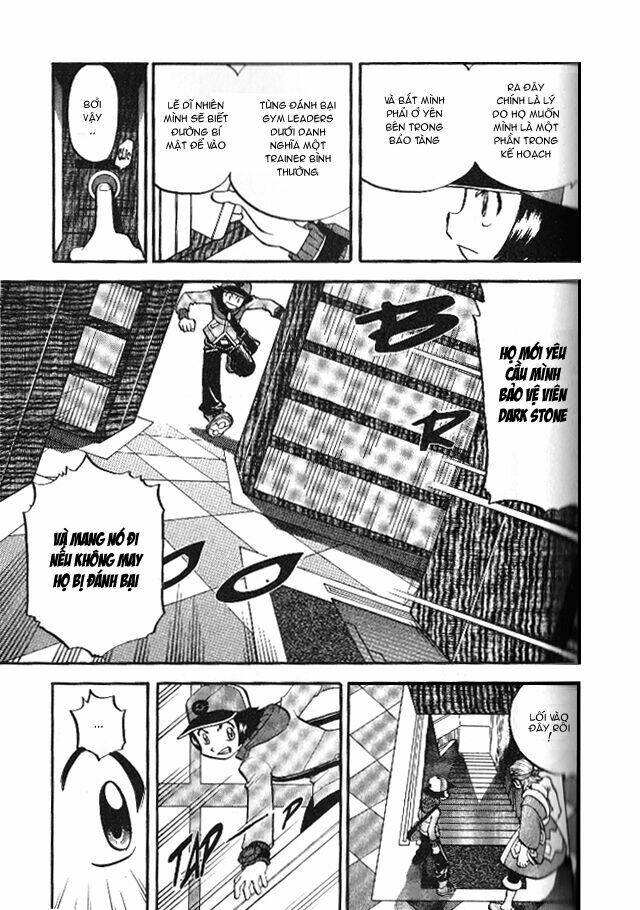 RA ĐÂY
CHÍNH LÀ LÝ
DO HỌ MUỐN
MÌNH LÀ MỘT
PHẦN TRONG
KẾ HOẠCH
VÀ BẮT MÌNH
PHẢI Ở YÊN
BÊN TRONG
BẢO TÀNG
TỪNG ĐÁNH BẠI
GYM LEADERS
DƯỚI DANH
NGHĨA MỘT
TRAINER BÌNH
THƯỜNG
LẼ DĨ NHIÊN
MÌNH SẼ BIẾT
ĐƯỜNG BÍ
MẬT ĐỂ VÀO
BỞI
VẬY
..
HỌ MỚI YÊU
CẦU MÌNH
BẢO VỆ VIÊN
DARK STONE
VÀ MANG NÓ ĐI
NẾU KHÔNG MAY
HỌ BỊ ĐÁNH BẠI
LỐI VÀO
ĐÂY RỒI
!
TAP
TAP
...